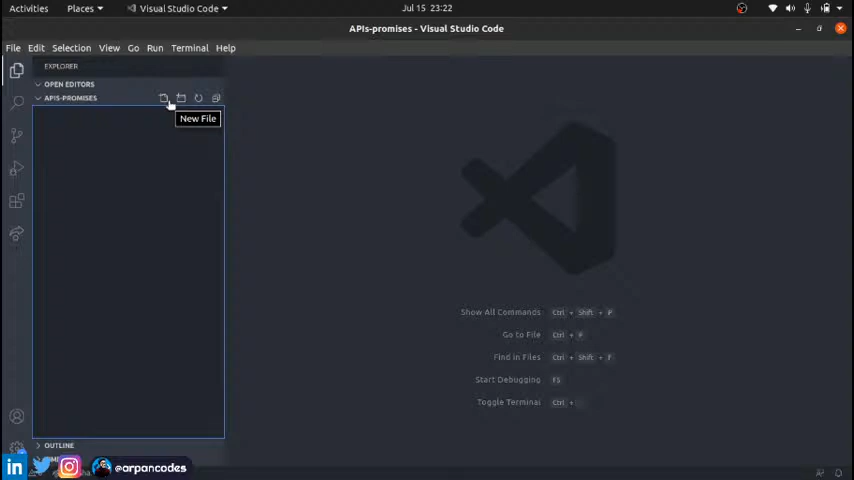 Activities Places Visual Studio Code Jul 15 23:22
APIs-promises - Visual Studio Code
File Edit Selection View Go Run Terminal Help
EXPLORER
OPEN EDITORS
APIS-PROMISES
New File
Show All Commands Ctrl + Shift + P
Go to File Ctrl + P
Find in Files Ctrl + Shift + F
Start Debugging F5
Toggle Terminal Ctrl +
OUTLINE
in @arpancodes